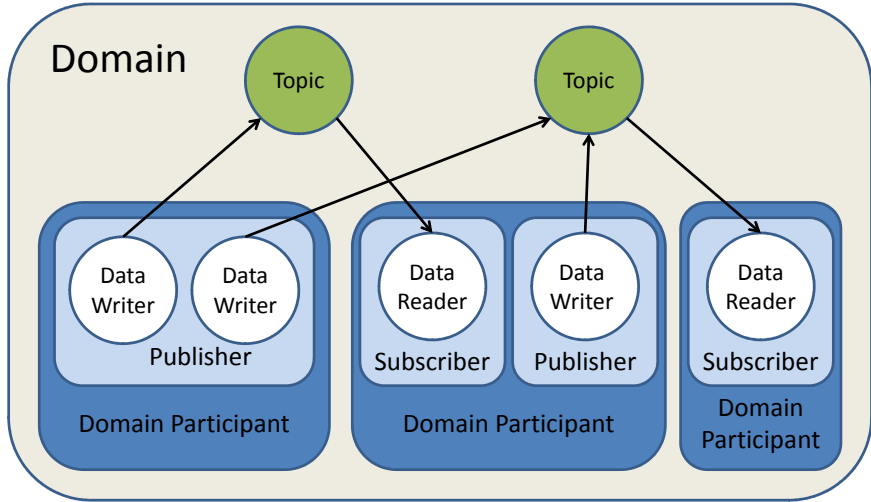 Domain
Topic
Topic
Data
Writer
Data
Writer
Publisher
Domain Participant
Data
Reader
Subscriber
Data
Writer
Publisher
Domain Participant
Data
Reader
Subscriber
Domain
Participant